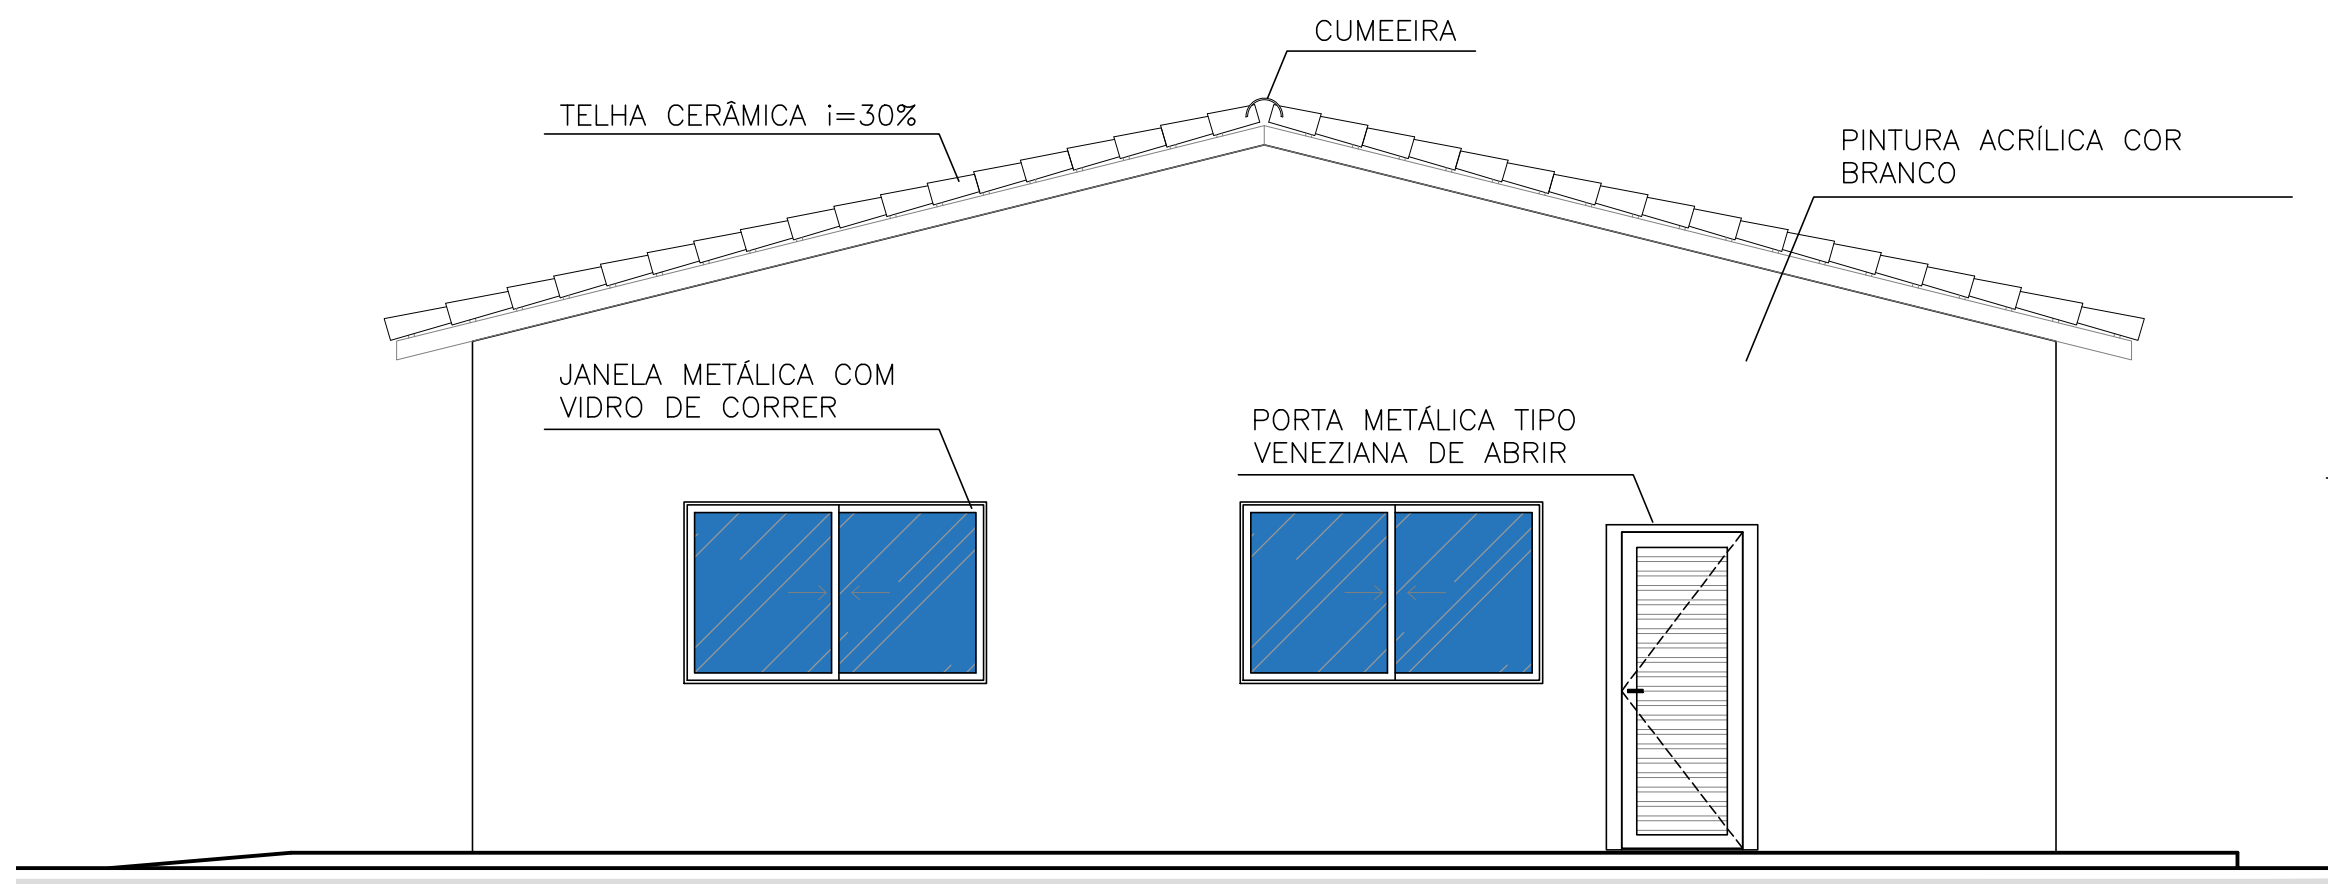 CUMEEIRA
TELHA CERÂMICA i=30%
PINTURA ACRÍLICA COR
BRANCO
JANELA METÁLICA COM
VIDRO DE CORRER
PORTA METÁLICA TIPO
VENEZIANA DE ABRIR